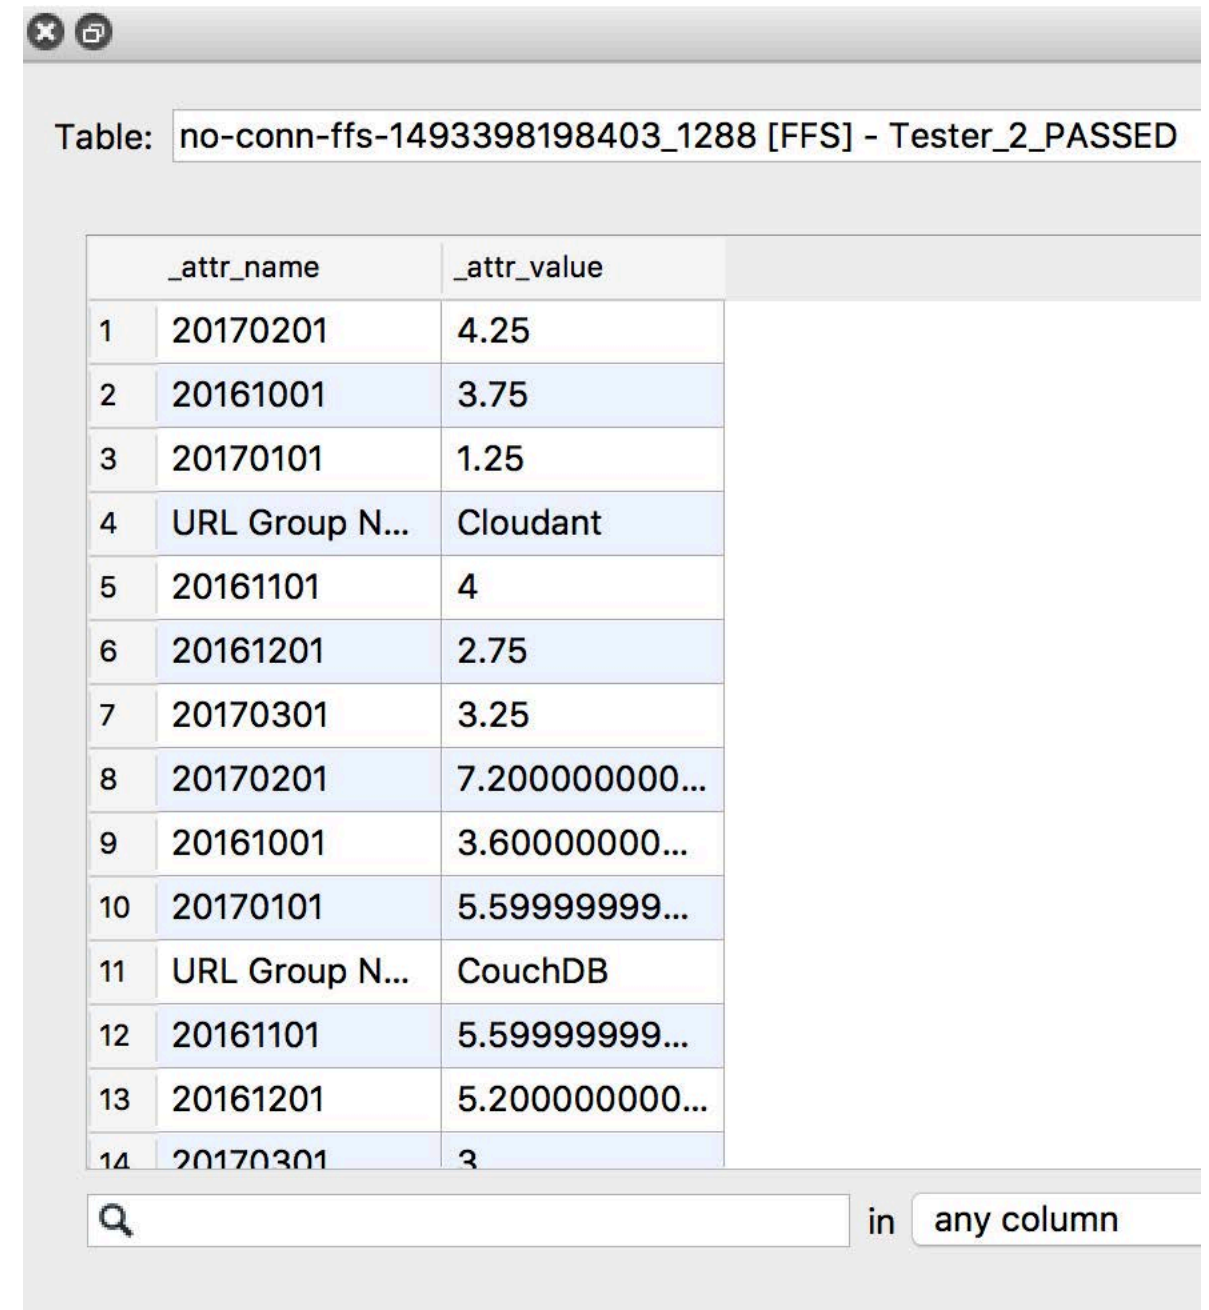 Table: no-conn-ffs-1493398198403_1288 [FFS] - Tester_2_PASSED
_attr_name _attr_value
1 20170201 4.25
2 20161001 3.75
3 20170101 1.25
4 URL Group N... Cloudant
5 20161101 4
6 20161201 2.75
7 20170301 3.25
8 20170201 7.200000000...
9 20161001 3.60000000...
10 20170101 5.59999999...
11 URL Group N... CouchDB
12 20161101 5.59999999...
13 20161201 5.200000000...
14 20170301 3
in any column